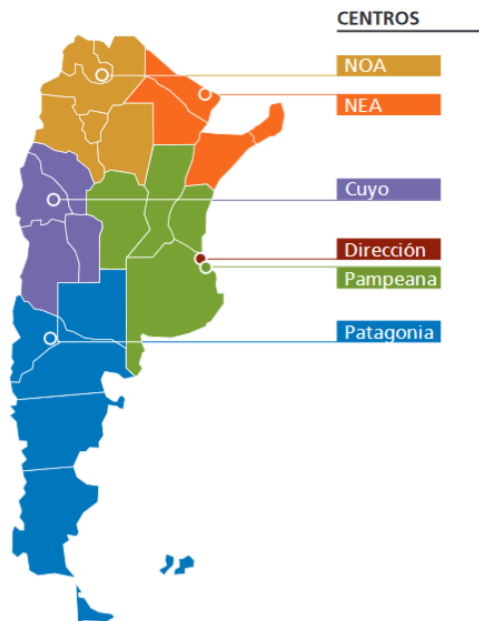 CENTROS
NOA
NEA
Cuyo
Dirección
Pampeana
Patagonia